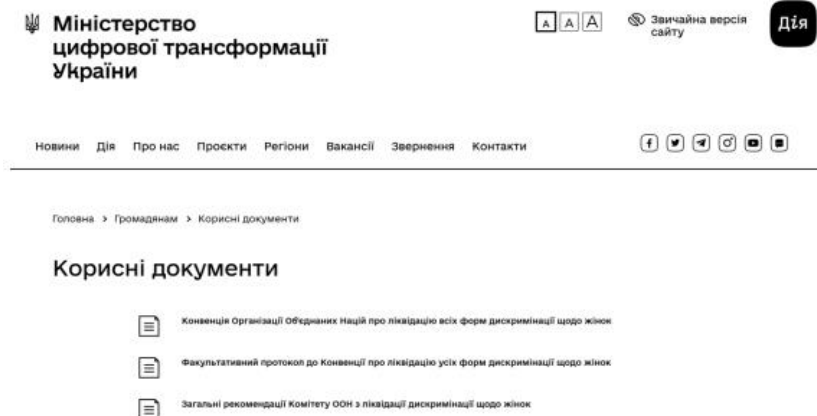 Міністерство
цифрової трансформації
України
A A A
Звичайна версія
сайту
Дія
Новини Дія Про нас Проєкти Регіони Вакансії Звернення Контакти
Головна > Громадянам > Корисні документи
Корисні документи
Конвенція Організації Об'єднаних Націй про ліквідацію всіх форм дискримінації щодо жінок
Факультативний протокол до Конвенції про ліквідацію усіх форм дискримінації щодо жінок
Загальні рекомендації Комітету ООН з ліквідації дискримінації щодо жінок